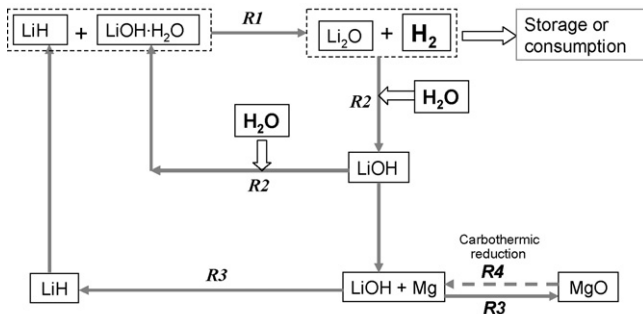 LiH + LiOH·H₂O R1 Li₂O + H₂ Storage or
consumption
R2 H₂O
H₂O
R2 LiOH
Carbothermic
reduction
R4
LiH R3 LiOH + Mg MgO
R3